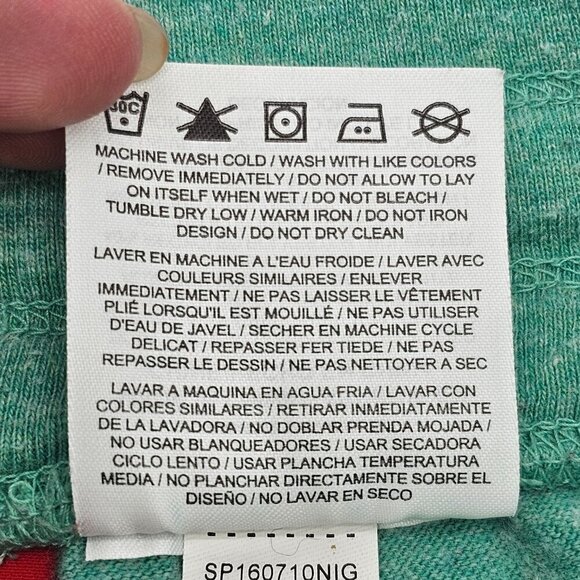 30C
MACHINE WASH COLD / WASH WITH LIKE COLORS
/ REMOVE IMMEDIATELY / DO NOT ALLOW TO LAY
ON ITSELF WHEN WET / DO NOT BLEACH /
TUMBLE DRY LOW / WARM IRON / DO NOT IRON
DESIGN / DO NOT DRY CLEAN
LAVER EN MACHINE A L'EAU FROIDE / LAVER AVEC
COULEURS SIMILAIRES / ENLEVER
IMMEDIATEMENT / NE PAS LAISSER LE VÊTEMENT
PLIÉ LORSQU'IL EST MOUILLÉ / NE PAS UTILISER
D'EAU DE JAVEL / SECHER EN MACHINE CYCLE
DELICAT / REPASSER FER TIEDE / NE PAS
REPASSER LE DESSIN / NE PAS NETTOYER A SEC
LAVAR A MAQUINA EN AGUA FRIA / LAVAR CON
COLORES SIMILARES / RETIRAR INMEDIATAMENTE
DE LA LAVADORA / NO DOBLAR PRENDA MOJADA /
NO USAR BLANQUEADORES / USAR SECADORA
CICLO LENTO / USAR PLANCHA TEMPERATURA
MEDIA / NO PLANCHAR DIRECTAMENTE SOBRE EL
DISEÑO / NO LAVAR EN SECO
SP160710NIG